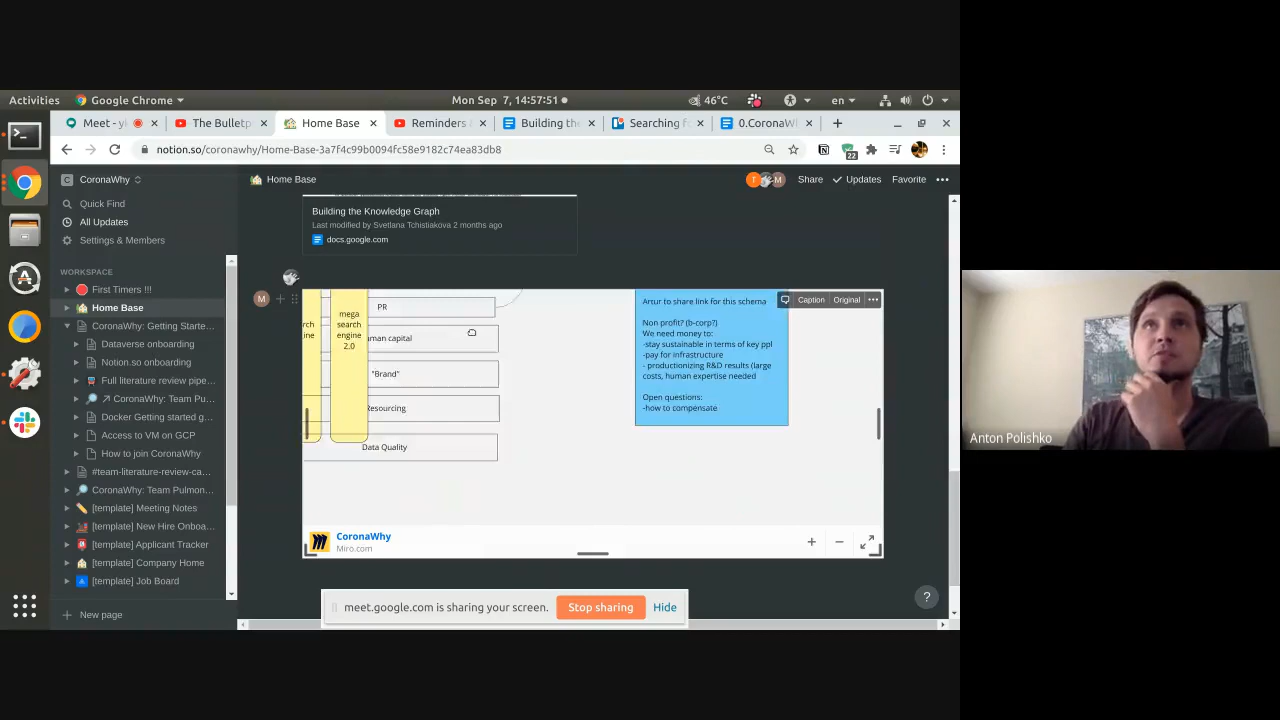 Activities
Google Chrome
Mon Sep 7, 14:57:51
46°C
en
Meet - y
The Bulletp
Home Base
Reminders
Building the
Searching f
0.CoronaW
notion.so/coronawhy/Home-Base-3a7f4c99b0094fc58e9182c74ea83db8
22
CoronaWhy
Home Base
T
M
Share
Updates
Favorite
Quick Find
All Updates
Settings & Members
WORKSPACE
First Timers !!!
Home Base
CoronaWhy: Getting Starte...
Dataverse onboarding
Notion.so onboarding
Full literature review pipe...
CoronaWhy: Team Pu...
Docker Getting started g...
Access to VM on GCP
How to join CoronaWhy
#team-literature-review-ca...
CoronaWhy: Team Pulmon...
[template] Meeting Notes
[template] New Hire Onboa...
[template] Applicant Tracker
[template] Company Home
[template] Job Board
New page
Building the Knowledge Graph
Last modified by Svetlana Tchistiakova 2 months ago
docs.google.com
M
mega
search
engine
2.0
PR
uman capital
"Brand"
Resourcing
Data Quality
Artur to share link for this schema
Non profit? (b-corp?)
We need money to:
-stay sustainable in terms of key ppl
-pay for infrastructure
- productionizing R&D results (large
costs, human expertise needed
Open questions:
-how to compensate
Caption
Original
CoronaWhy
Miro.com
?
meet.google.com is sharing your screen.
Stop sharing
Hide
Anton Polishko